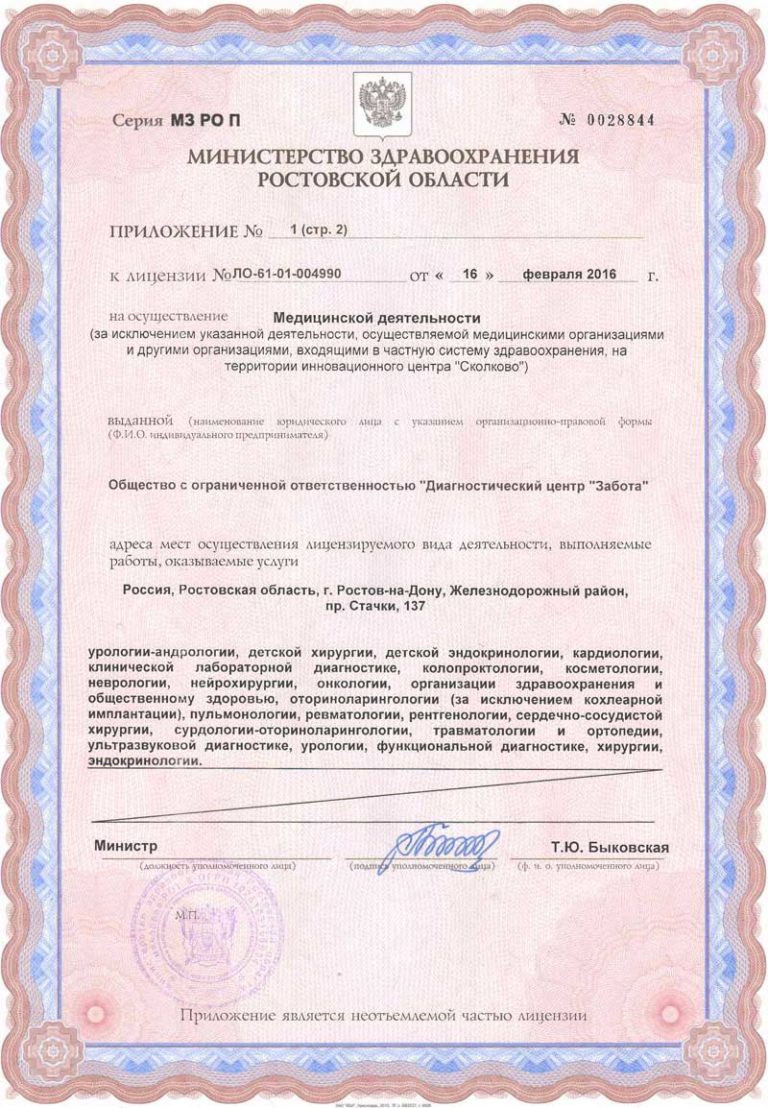 Серия МЗ РО П № 0028844
МИНИСТЕРСТВО ЗДРАВООХРАНЕНИЯ
РОСТОВСКОЙ ОБЛАСТИ
ПРИЛОЖЕНИЕ № 1 (стр. 2)
к лицензии № ЛО-61-01-004990 от « 16 » февраля 2016 г.
на осуществление Медицинской деятельности
(за исключением указанной деятельности, осуществляемой медицинскими организациями
и другими организациями, входящими в частную систему здравоохранения, на
территории инновационного центра "Сколково")
выданной (наименование юридического лица с указанием организационно-правовой формы
(Ф.И.О. индивидуального предпринимателя)
Общество с ограниченной ответственностью "Диагностический центр "Забота"
адреса мест осуществления лицензируемого вида деятельности, выполняемые
работы, оказываемые услуги
Россия, Ростовская область, г. Ростов-на-Дону, Железнодорожный район,
пр. Стачки, 137
урологии-андрологии, детской хирургии, детской эндокринологии, кардиологии,
клинической лабораторной диагностике, колопроктологии, косметологии,
неврологии, нейрохирургии, онкологии, организации здравоохранения и
общественному здоровью, оториноларингологии (за исключением кохлеарной
имплантации), пульмонологии, ревматологии, рентгенологии, сердечно-сосудистой
хирургии, сурдологии-оториноларингологии, травматологии и ортопедии,
ультразвуковой диагностике, урологии, функциональной диагностике, хирургии,
эндокринологии.
Министр Т.Ю. Быковская
(должность уполномоченного лица) (подпись уполномоченного лица) (ф. и. о. уполномоченного лица)
М.П.
Приложение является неотъемлемой частью лицензии